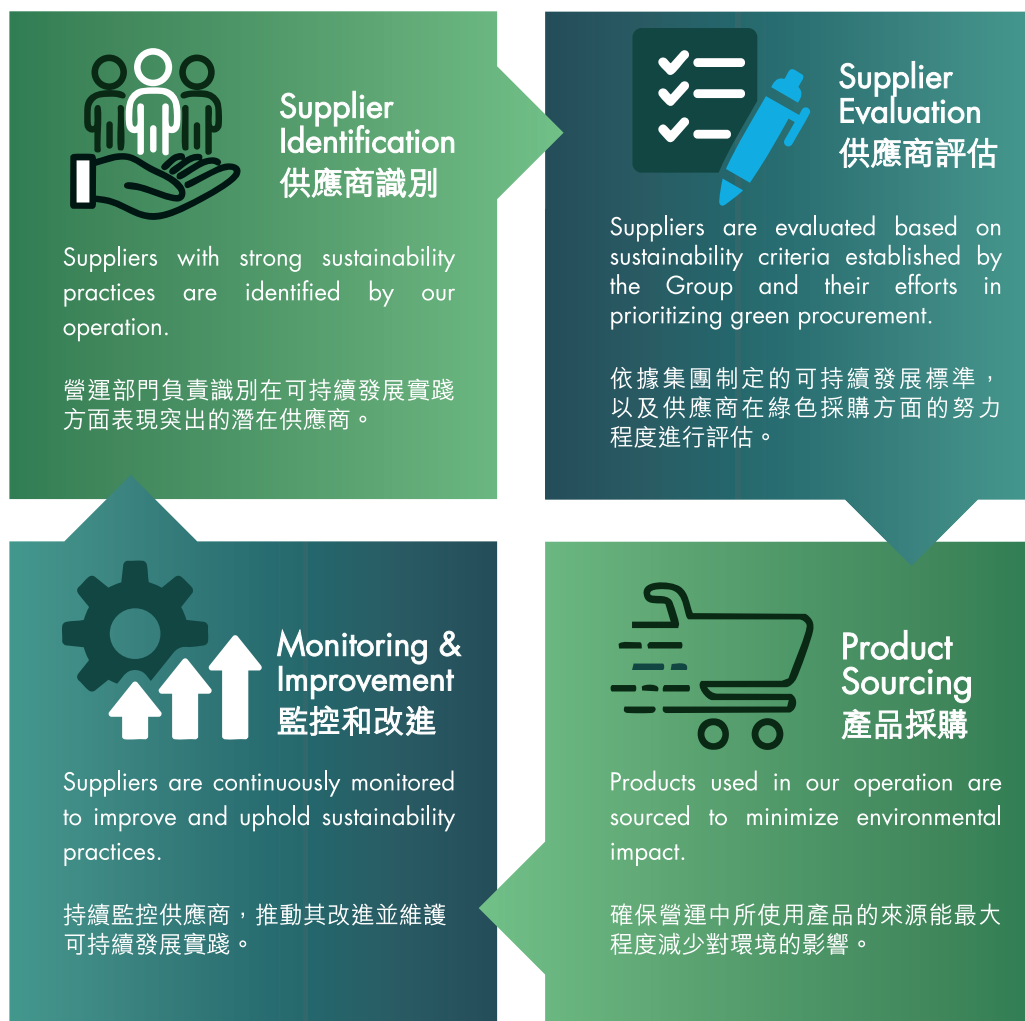 Supplier
Identification
供應商識別
Suppliers with strong sustainability
practices are identified by our
operation.
營運部門負責識別在可持續發展實踐
方面表現突出的潛在供應商。
Supplier
Evaluation
供應商評估
Suppliers are evaluated based on
sustainability criteria established by
the Group and their efforts in
prioritizing green procurement.
依據集團制定的可持續發展標準，
以及供應商在綠色採購方面的努力
程度進行評估。
Monitoring &
Improvement
監控和改進
Suppliers are continuously monitored
to improve and uphold sustainability
practices.
持續監控供應商，推動其改進並維護
可持續發展實踐。
Product
Sourcing
產品採購
Products used in our operation are
sourced to minimize environmental
impact.
確保營運中所使用產品的來源能最大
程度減少對環境的影響。